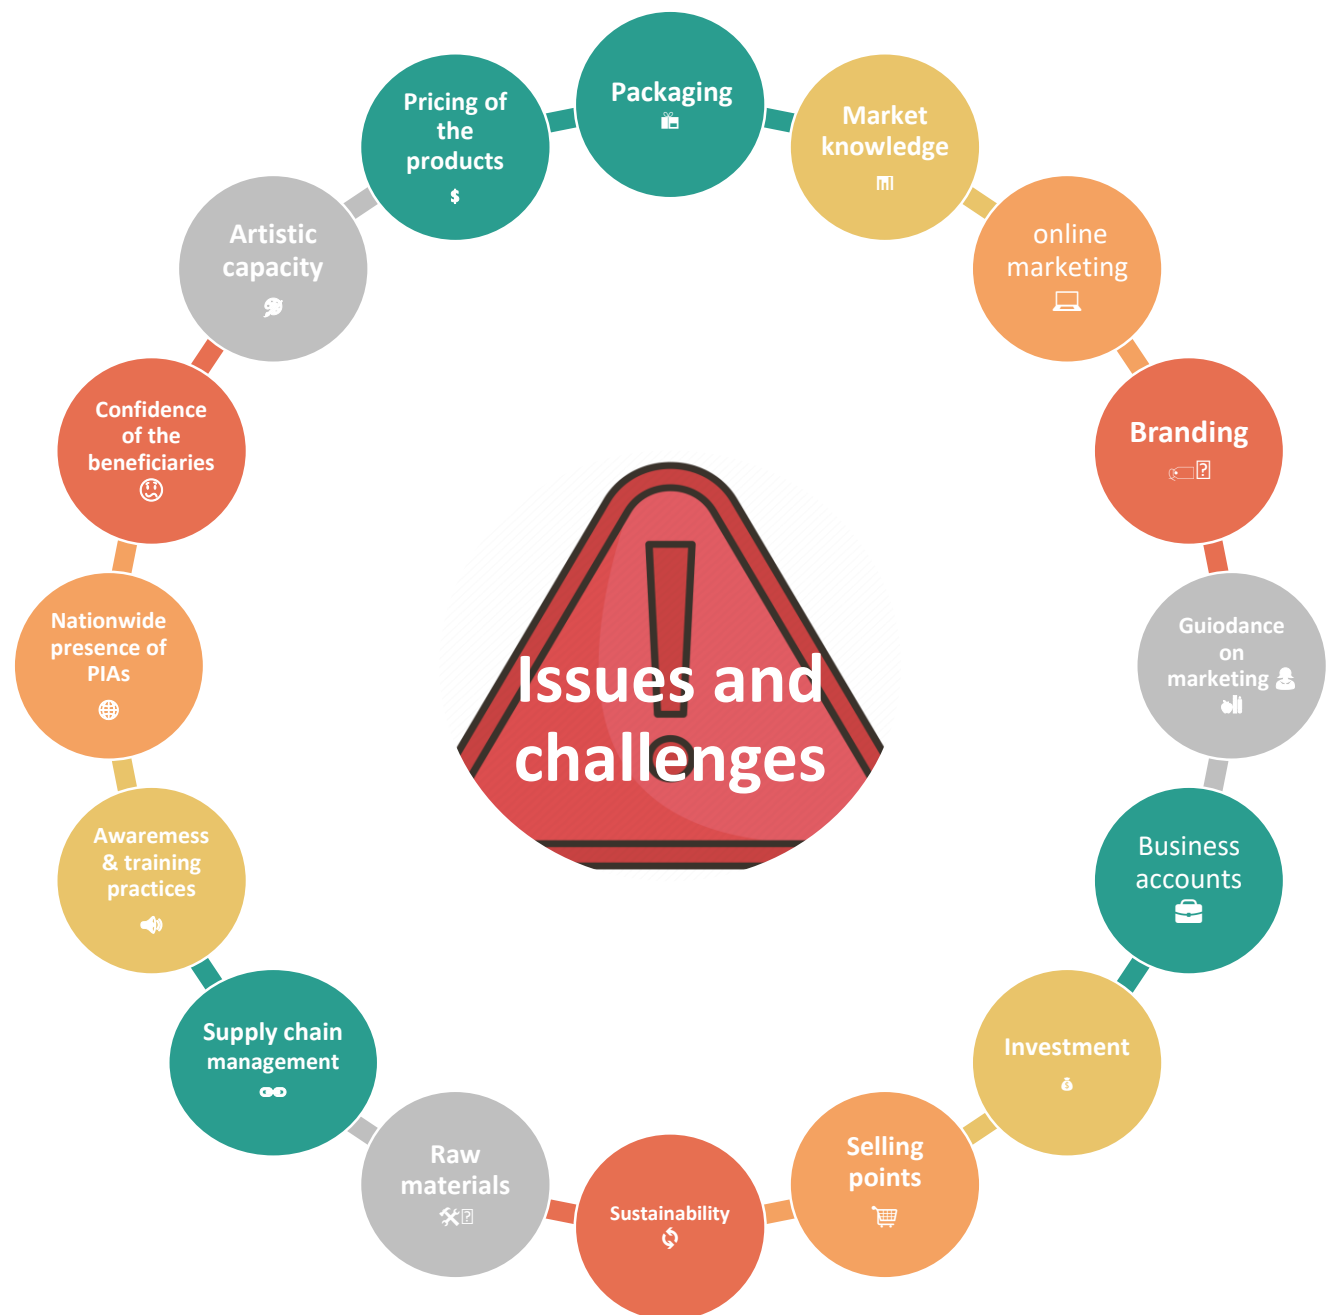 Packaging
Market
knowledge
online
marketing
Branding
Guiodance
on
marketing
Business
accounts
Investment
Selling
points
Sustainability
Raw
materials
Supply chain
management
Awaremess
& training
practices
Nationwide
presence of
PIAs
Confidence
of the
beneficiaries
Artistic
capacity
Pricing of
the
products
$
Issues and
challenges